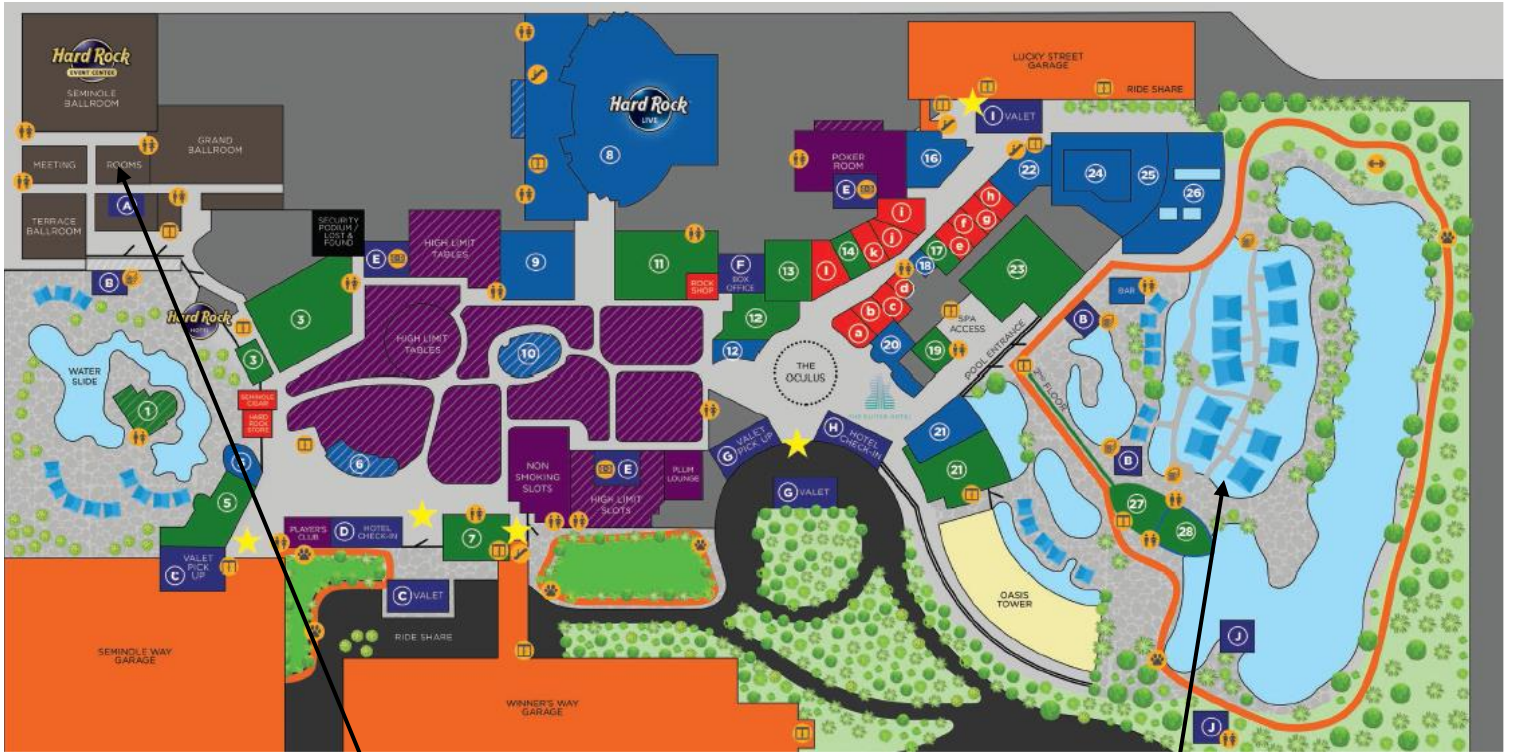 Hard Rock
EVENT CENTER
SEMINOLE
BALLROOM
GRAND
BALLROOM
MEETING
ROOMS
A
TERRACE
BALLROOM
B
Hard Rock
HOTEL
WATER
SLIDE
1
3
3
SECURITY
PODIUM /
LOST &
FOUND
E
HIGH LIMIT
TABLES
HIGH LIMIT
TABLES
SEMINOLE
CIGAR
HARD
ROCK
STORE
5
6
VALET
PICK
UP
PLAYER'S
CLUB
D
HOTEL
CHECK-IN
7
C VALET
RIDE SHARE
SEMINOLE WAY
GARAGE
WINNER'S WAY
GARAGE
Hard Rock
LIVE
8
9
10
11
ROCK
SHOP
F
BOX
OFFICE
12
12
13
14
NON
SMOKING
SLOTS
E
HIGH LIMIT
SLOTS
PLUM
LOUNGE
THE
OCULUS
G VALET
PICK UP
H HOTEL
CHECK-IN
G VALET
POKER
ROOM
E
16
LUCKY STREET
GARAGE
RIDE SHARE
I VALET
22
24
25
26
h
g
f
e
i
j
k
l
17
18
d
c
b
a
20
19
SPA
ACCESS
23
POOL ENTRANCE
2ND FLOOR
21
21
OASIS
TOWER
BAR
B
B
27
28
J
J